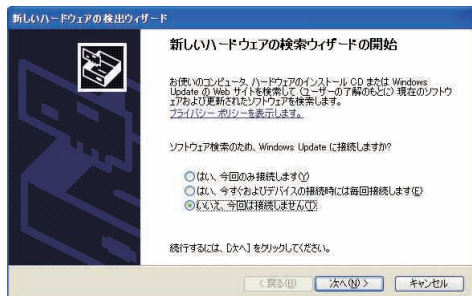 新しいハードウェアの検出ウィザード
新しいハードウェアの検索ウィザードの開始
お使いのコンピュータ、ハードウェアのインストール CD または Windows
Update の Web サイトを検索して (ユーザーの了解のもとに) 現在のソフトウ
ェアおよび更新されたソフトウェアを検索します。
プライバシー ポリシーを表示します。
ソフトウェア検索のため、Windows Update に接続しますか?
はい、今回のみ接続します(Y)
はい、今すぐおよびデバイスの接続時には毎回接続します(E)
いいえ、今回は接続しません(T)
続行するには、[次へ] をクリックしてください。
< 戻る(B)
次へ(N) >
キャンセル